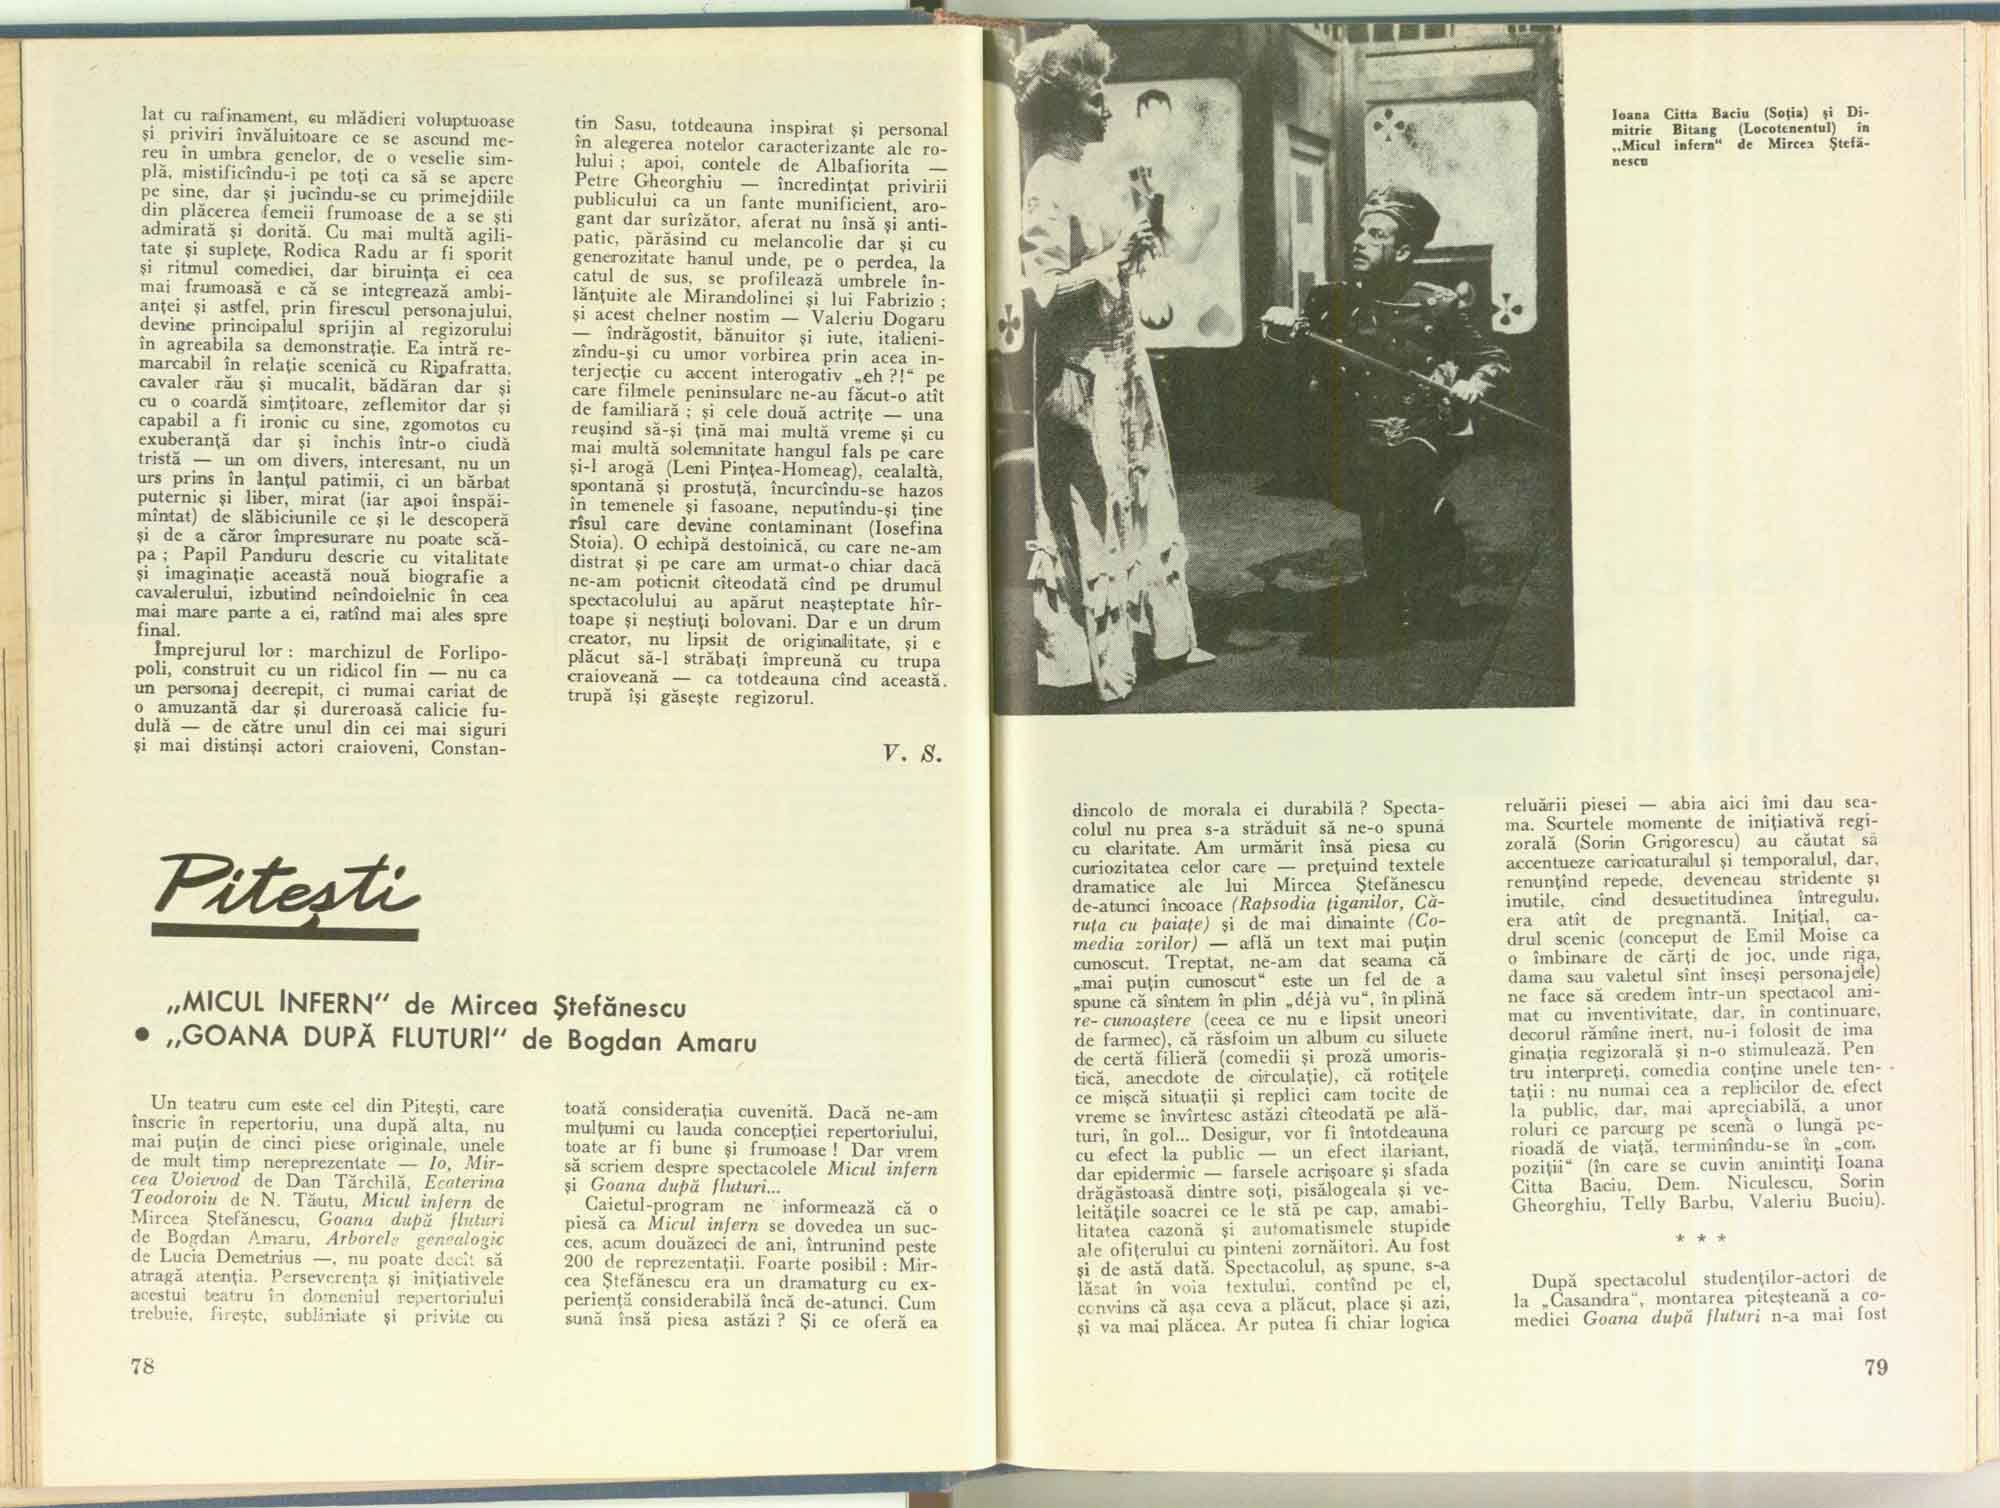 lat cu rafinament, cu mlădieri voluptuoase
și priviri învăluitoare ce se ascund me-
reu în umbra genelor, de o veselie sim-
plă, mistificîndu-i pe toți ca să se apere
pe sine, dar și jucîndu-se cu primejdiile
din plăcerea femeii frumoase de a se ști
admirată și dorită. Cu mai multă agili-
tate și suplețe, Rodica Radu ar fi sporit
și ritmul comediei, dar biruința ei cea
mai frumoasă e că se integrează ambi-
anței și astfel, prin firescul personajului,
devine principalul sprijin al regizorului
în agreabila sa demonstrație. Ea intră re-
marcabil în relație scenică cu Ripafratta,
cavaler rău și mucalit, bădăran dar și
cu o coardă simțitoare, zeflemitor dar și
capabil a fi ironic cu sine, zgomotos cu
exuberanță dar și închis într-o ciudă
tristă — un om divers, interesant, nu un
urs prins în lanțul patimii, ci un bărbat
puternic și liber, mirat (iar apoi înspăi-
mîntat) de slăbiciunile ce și le descoperă
și de a căror împresurare nu poate scă-
pa ; Papil Panduru descrie cu vitalitate
și imaginație această nouă biografie a
cavalerului, izbutind neîndoielnic în cea
mai mare parte a ei, ratînd mai ales spre
final.
Împrejurul lor : marchizul de Forlipo-
poli, construit cu un ridicol fin — nu ca
un personaj decrepit, ci numai cariat de
o amuzantă dar și dureroasă calicie fu-
dulă — de către unul din cei mai siguri
și mai distinși actori craioveni, Constan-
tin Sasu, totdeauna inspirat și personal
în alegerea notelor caracterizante ale ro-
lului ; apoi, contele de Albafiorita —
Petre Gheorghiu — încredințat privirii
publicului ca un fante munificient, aro-
gant dar surîzător, aferat nu însă și anti-
patic, părăsind cu melancolie dar și cu
generozitate hanul unde, pe o perdea, la
catul de sus, se profilează umbrele în-
lănțuite ale Mirandolinei și lui Fabrizio ;
și acest chelner nostim — Valeriu Dogaru
— îndrăgostit, bănuitor și iute, italieni-
zîndu-și cu umor vorbirea prin acea in-
terjecție cu accent interogativ „eh ?!“ pe
care filmele peninsulare ne-au făcut-o atît
de familiară ; și cele două actrițe — una
reușind să-și țină mai multă vreme și cu
mai multă solemnitate hangul fals pe care
și-l arogă (Leni Pințea-Homeag), cealaltă,
spontană și prostuță, încurcîndu-se hazos
în temenele și fasoane, neputîndu-și ține
rîsul care devine contaminant (Iosefina
Stoia). O echipă destoinică, cu care ne-am
distrat și pe care am urmat-o chiar dacă
ne-am poticnit cîteodată cînd pe drumul
spectacolului au apărut neașteptate hîr-
toape și neștiuți bolovani. Dar e un drum
creator, nu lipsit de originalitate, și e
plăcut să-l străbați împreună cu trupa
craioveană — ca totdeauna cînd această
trupă își găsește regizorul.
V. S.
Pitești
„MICUL INFERN“ de Mircea Ștefănescu
● „GOANA DUPĂ FLUTURI“ de Bogdan Amaru
Un teatru cum este cel din Pitești, care
înscrie în repertoriu, una după alta, nu
mai puțin de cinci piese originale, unele
de mult timp nereprezentate — Io, Mir-
cea Voievod de Dan Tărchilă, Ecaterina
Teodoroiu de N. Tăutu, Micul infern de
Mircea Ștefănescu, Goana după fluturi
de Bogdan Amaru, Arborele genealogic
de Lucia Demetrius —, nu poate decît să
atragă atenția. Perseverența și inițiativele
acestui teatru în domeniul repertoriului
trebuie, firește, subliniate și privite cu
toată considerația cuvenită. Dacă ne-am
mulțumi cu lauda concepției repertoriului,
toate ar fi bune și frumoase ! Dar vrem
să scriem despre spectacolele Micul infern
și Goana după fluturi...
Caietul-program ne informează că o
piesă ca Micul infern se dovedea un suc-
ces, acum douăzeci de ani, întrunind peste
200 de reprezentații. Foarte posibil : Mir-
cea Ștefănescu era un dramaturg cu ex-
periență considerabilă încă de-atunci. Cum
sună însă piesa astăzi ? Și ce oferă ea
78
Ioana Citta Baciu (Soția) și Di-
mitrie Bitang (Locotenentul) în
„Micul infern“ de Mircea Ștefă-
nescu
dincolo de morala ei durabilă ? Specta-
colul nu prea s-a străduit să ne-o spună
cu claritate. Am urmărit însă piesa cu
curiozitatea celor care — prețuind textele
dramatice ale lui Mircea Ștefănescu
de-atunci încoace (Rapsodia țiganilor, Că-
ruța cu paiațe) și de mai dinainte (Co-
media zorilor) — află un text mai puțin
cunoscut. Treptat, ne-am dat seama că
„mai puțin cunoscut“ este un fel de a
spune că sîntem în plin „déjà vu“, în plină
re-cunoaștere (ceea ce nu e lipsit uneori
de farmec), că răsfoim un album cu siluete
de certă filieră (comedii și proză umoris-
tică, anecdote de circulație), că rotițele
ce mișcă situații și replici cam tocite de
vreme se învîrtesc astăzi cîteodată pe ală-
turi, în gol... Desigur, vor fi întotdeauna
cu efect la public — un efect ilariant,
dar epidermic — farsele acrișoare și sfada
drăgăstoasă dintre soți, pisălogeala și ve-
leitățile soacrei ce le stă pe cap, amabi-
litatea cazonă și automatismele stupide
ale ofițerului cu pinteni zornăitori. Au fost
și de astă dată. Spectacolul, aș spune, s-a
lăsat în voia textului, contînd pe el,
convins că așa ceva a plăcut, place și azi,
și va mai plăcea. Ar putea fi chiar logica
reluării piesei — abia aici îmi dau sea-
ma. Scurtele momente de inițiativă regi-
zorală (Sorin Grigorescu) au căutat să
accentueze caricaturalul și temporalul, dar,
renunțînd repede, deveneau stridente și
inutile, cînd desuetitudinea întregulu,
era atît de pregnantă. Inițial, ca-
drul scenic (conceput de Emil Moise ca
o îmbinare de cărți de joc, unde riga,
dama sau valetul sînt înseși personajele)
ne face să credem într-un spectacol ani-
mat cu inventivitate, dar, în continuare,
decorul rămîne inert, nu-i folosit de ima
ginația regizorală și n-o stimulează. Pen
tru interpreți, comedia conține unele ten-
tații : nu numai cea a replicilor de efect
la public, dar, mai apreciabilă, a unor
roluri ce parcurg pe scenă o lungă pe-
rioadă de viață, terminîndu-se în „com.
poziții“ (în care se cuvin amintiți Ioana
Citta Baciu, Dem. Niculescu, Sorin
Gheorghiu, Telly Barbu, Valeriu Buciu).
* * *
După spectacolul studenților-actori de
la „Casandra“, montarea piteșteană a co-
mediei Goana după fluturi n-a mai fost
79